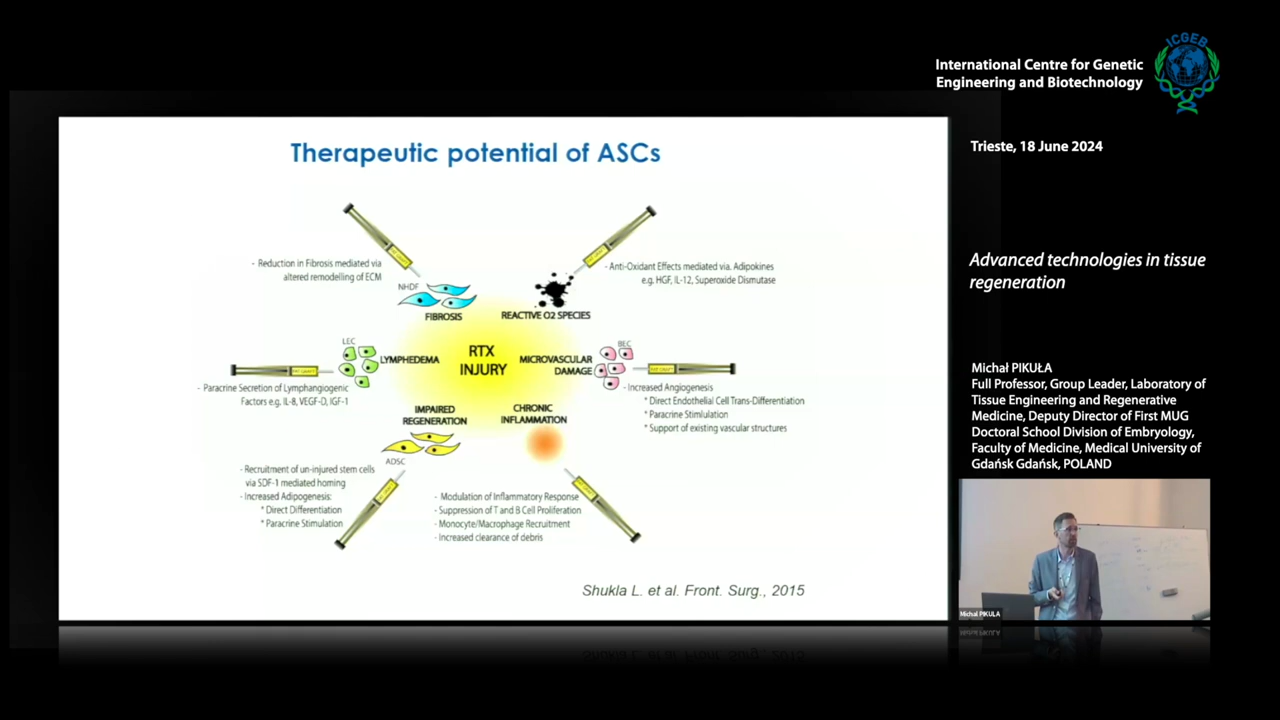 ICGEB
International Centre for Genetic
Engineering and Biotechnology
Trieste, 18 June 2024
Advanced technologies in tissue
regeneration
Michał PIKUŁA
Full Professor, Group Leader, Laboratory of
Tissue Engineering and Regenerative
Medicine, Deputy Director of First MUG
Doctoral School Division of Embryology,
Faculty of Medicine, Medical University of
Gdańsk Gdańsk, POLAND
Michał PIKUŁA
Therapeutic potential of ASCs
- Reduction in Fibrosis mediated via
altered remodelling of ECM
NHDF
FIBROSIS
- Anti-Oxidant Effects mediated via. Adipokines
e.g. HGF, IL-12, Superoxide Dismutase
REACTIVE O2 SPECIES
LEC
LYMPHEDEMA
- Paracrine Secretion of Lymphangiogenic
Factors e.g. IL-8, VEGF-D, IGF-1
RTX
INJURY
MICROVASCULAR
DAMAGE
BEC
- Increased Angiogenesis
* Direct Endothelial Cell Trans-Differentiation
* Paracrine Stimlulation
* Support of existing vascular structures
IMPAIRED
REGENERATION
ADSC
- Recruitment of un-injured stem cells
via SDF-1 mediated homing
- Increased Adipogenesis:
* Direct Differentiation
* Paracrine Stimulation
CHRONIC
INFLAMMATION
- Modulation of Inflammatory Response
- Suppression of T and B Cell Proliferation
- Monocyte/Macrophage Recruitment
- Increased clearance of debris
Shukla L. et al. Front. Surg., 2015